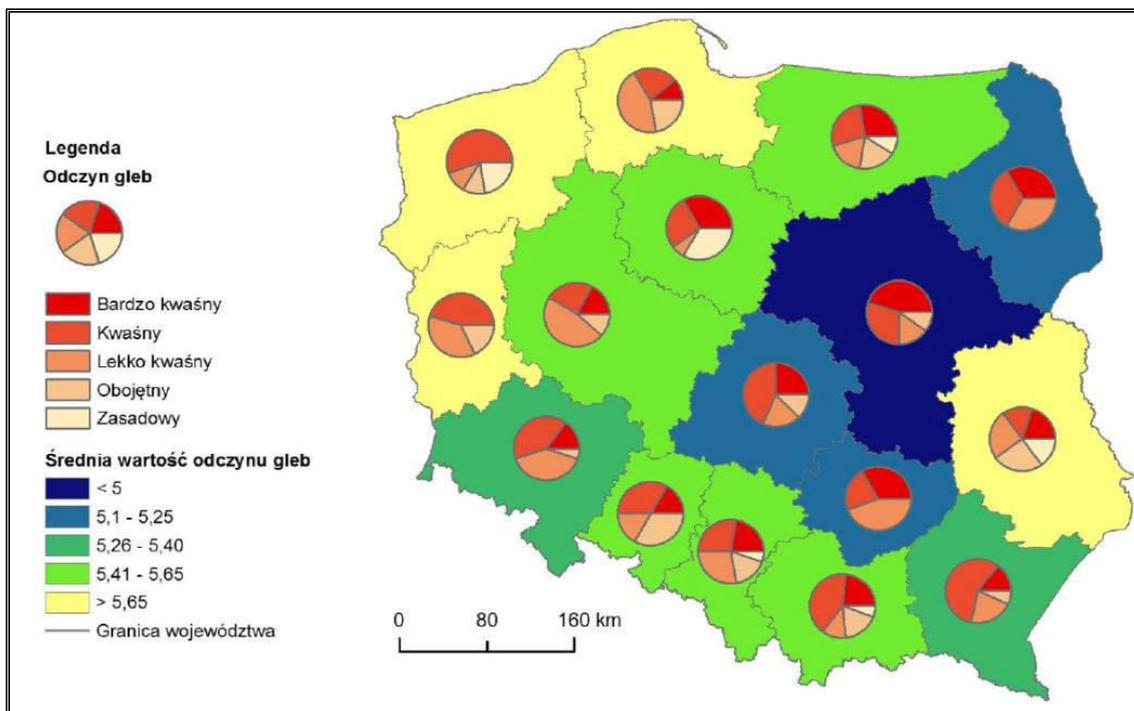 Legenda
Odczyn gleb
Bardzo kwaśny
Kwaśny
Lekko kwaśny
Obojętny
Zasadowy
Średnia wartość odczynu gleb
< 5
5,1 - 5,25
5,26 - 5,40
5,41 - 5,65
> 5,65
Granica województwa
0 80 160 km